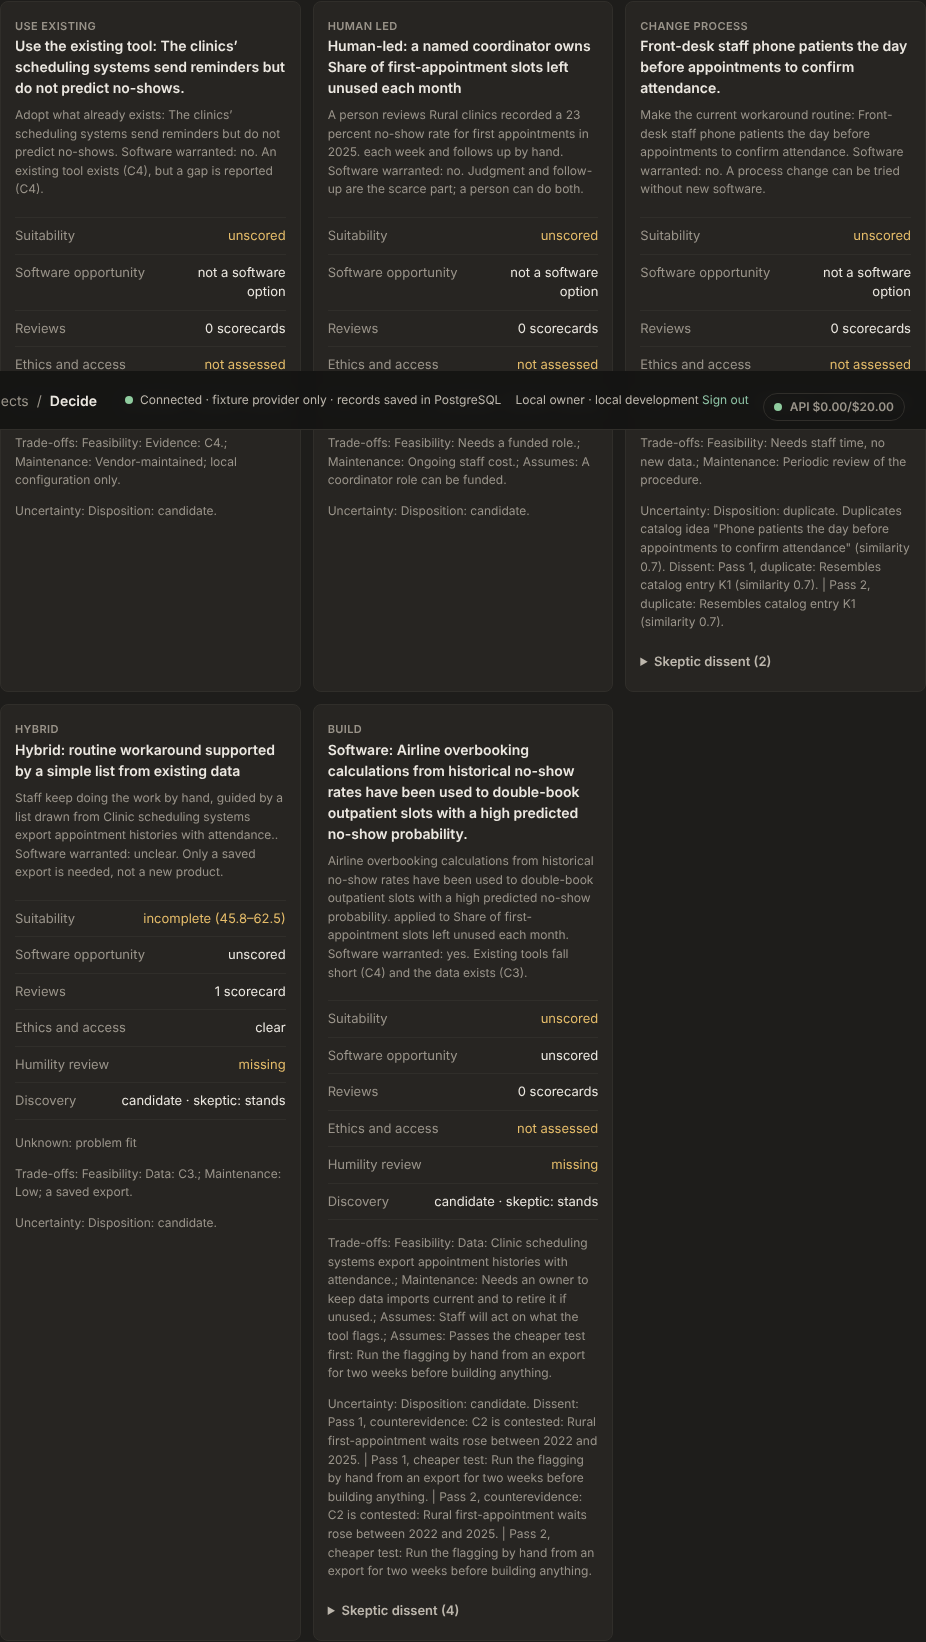 USE EXISTING
Use the existing tool: The clinics’
scheduling systems send reminders but
do not predict no-shows.
Adopt what already exists: The clinics’
scheduling systems send reminders but do not
predict no-shows. Software warranted: no. An
existing tool exists (C4), but a gap is reported
(C4).
Suitability unscored
Software opportunity not a software
option
Reviews 0 scorecards
Ethics and access not assessed
HUMAN LED
Human-led: a named coordinator owns
Share of first-appointment slots left
unused each month
A person reviews Rural clinics recorded a 23
percent no-show rate for first appointments in
2025. each week and follows up by hand.
Software warranted: no. Judgment and follow-
up are the scarce part; a person can do both.
Suitability unscored
Software opportunity not a software
option
Reviews 0 scorecards
Ethics and access not assessed
CHANGE PROCESS
Front-desk staff phone patients the day
before appointments to confirm
attendance.
Make the current workaround routine: Front-
desk staff phone patients the day before
appointments to confirm attendance. Software
warranted: no. A process change can be tried
without new software.
Suitability unscored
Software opportunity not a software
option
Reviews 0 scorecards
Ethics and access not assessed
ects / Decide Connected · fixture provider only · records saved in PostgreSQL Local owner · local development Sign out API $0.00/$20.00
Trade-offs: Feasibility: Evidence: C4.;
Maintenance: Vendor-maintained; local
configuration only.
Uncertainty: Disposition: candidate.
Trade-offs: Feasibility: Needs a funded role.;
Maintenance: Ongoing staff cost.; Assumes: A
coordinator role can be funded.
Uncertainty: Disposition: candidate.
Trade-offs: Feasibility: Needs staff time, no
new data.; Maintenance: Periodic review of the
procedure.
Uncertainty: Disposition: duplicate. Duplicates
catalog idea "Phone patients the day before
appointments to confirm attendance" (similarity
0.7). Dissent: Pass 1, duplicate: Resembles
catalog entry K1 (similarity 0.7). | Pass 2,
duplicate: Resembles catalog entry K1
(similarity 0.7).
Skeptic dissent (2)
HYBRID
Hybrid: routine workaround supported
by a simple list from existing data
Staff keep doing the work by hand, guided by a
list drawn from Clinic scheduling systems
export appointment histories with attendance..
Software warranted: unclear. Only a saved
export is needed, not a new product.
Suitability incomplete (45.8–62.5)
Software opportunity unscored
Reviews 1 scorecard
Ethics and access clear
Humility review missing
Discovery candidate · skeptic: stands
Unknown: problem fit
Trade-offs: Feasibility: Data: C3.; Maintenance:
Low; a saved export.
Uncertainty: Disposition: candidate.
BUILD
Software: Airline overbooking
calculations from historical no-show
rates have been used to double-book
outpatient slots with a high predicted
no-show probability.
Airline overbooking calculations from historical
no-show rates have been used to double-book
outpatient slots with a high predicted no-show
probability. applied to Share of first-
appointment slots left unused each month.
Software warranted: yes. Existing tools fall
short (C4) and the data exists (C3).
Suitability unscored
Software opportunity unscored
Reviews 0 scorecards
Ethics and access not assessed
Humility review missing
Discovery candidate · skeptic: stands
Trade-offs: Feasibility: Data: Clinic scheduling
systems export appointment histories with
attendance.; Maintenance: Needs an owner to
keep data imports current and to retire it if
unused.; Assumes: Staff will act on what the
tool flags.; Assumes: Passes the cheaper test
first: Run the flagging by hand from an export
for two weeks before building anything.
Uncertainty: Disposition: candidate. Dissent:
Pass 1, counterevidence: C2 is contested: Rural
first-appointment waits rose between 2022 and
2025. | Pass 1, cheaper test: Run the flagging
by hand from an export for two weeks before
building anything. | Pass 2, counterevidence:
C2 is contested: Rural first-appointment waits
rose between 2022 and 2025. | Pass 2,
cheaper test: Run the flagging by hand from an
export for two weeks before building anything.
Skeptic dissent (4)